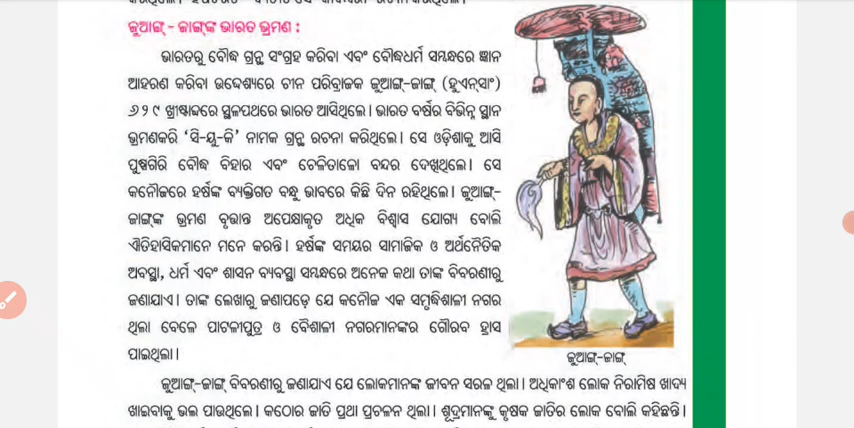 ଜୁଆଙ୍ଗ୍ - ଜାଙ୍ଗ୍‌ଙ୍କ ଭାରତ ଭ୍ରମଣ :
ଭାରତରୁ ବୌଦ୍ଧ ଗ୍ରନ୍ଥ ସଂଗ୍ରହ କରିବା ଏବଂ ବୌଦ୍ଧଧର୍ମ ସମ୍ବନ୍ଧରେ ଜ୍ଞାନ
ଆହରଣ କରିବା ଉଦ୍ଦେଶ୍ୟରେ ଚୀନ ପରିବ୍ରାଜକ ଜୁଆଙ୍ଗ୍-ଜାଙ୍ଗ୍ (ହୁଏନ୍‌ସାଂ)
୬୨୯ ଖ୍ରୀଷ୍ଟାବ୍ଦରେ ସ୍ଥଳପଥରେ ଭାରତ ଆସିଥିଲେ। ଭାରତ ବର୍ଷର ବିଭିନ୍ନ ସ୍ଥାନ
ଭ୍ରମଣକରି ‘ସି-ୟୁ-କି’ ନାମକ ଗ୍ରନ୍ଥ ରଚନା କରିଥିଲେ। ସେ ଓଡ଼ିଶାକୁ ଆସି
ପୁଷ୍ପଗିରି ବୌଦ୍ଧ ବିହାର ଏବଂ ଚେଳିତାଳୋ ବନ୍ଦର ଦେଖିଥିଲେ। ସେ
କନୌଜରେ ହର୍ଷଙ୍କ ବ୍ୟକ୍ତିଗତ ବନ୍ଧୁ ଭାବରେ କିଛି ଦିନ ରହିଥିଲେ। ଜୁଆଙ୍ଗ୍-
ଜାଙ୍ଗ୍‌ଙ୍କ ଭ୍ରମଣ ବୃତ୍ତାନ୍ତ ଅପେକ୍ଷାକୃତ ଅଧିକ ବିଶ୍ୱାସ ଯୋଗ୍ୟ ବୋଲି
ଐତିହାସିକମାନେ ମନେ କରନ୍ତି। ହର୍ଷଙ୍କ ସମୟର ସାମାଜିକ ଓ ଅର୍ଥନୈତିକ
ଅବସ୍ଥା, ଧର୍ମ ଏବଂ ଶାସନ ବ୍ୟବସ୍ଥା ସମ୍ବନ୍ଧରେ ଅନେକ କଥା ତାଙ୍କ ବିବରଣୀରୁ
ଜଣାଯାଏ। ତାଙ୍କ ଲେଖାରୁ ଜଣାପଡ଼େ ଯେ କନୌଜ ଏକ ସମୃଦ୍ଧିଶାଳୀ ନଗର
ଥିଲା ବେଳେ ପାଟଳୀପୁତ୍ର ଓ ବୈଶାଳୀ ନଗରମାନଙ୍କର ଗୌରବ ହ୍ରାସ
ପାଇଥିଲା।
ଜୁଆଙ୍ଗ୍-ଜାଙ୍ଗ୍
ଜୁଆଙ୍ଗ୍-ଜାଙ୍ଗ୍ ବିବରଣୀରୁ ଜଣାଯାଏ ଯେ ଲୋକମାନଙ୍କ ଜୀବନ ସରଳ ଥିଲା। ଅଧିକାଂଶ ଲୋକ ନିରାମିଷ ଖାଦ୍ୟ
ଖାଇବାକୁ ଭଲ ପାଉଥିଲେ। କଠୋର ଜାତି ପ୍ରଥା ପ୍ରଚଳନ ଥିଲା। ଶୂଦ୍ରମାନଙ୍କୁ କୃଷକ ଜାତିର ଲୋକ ବୋଲି କହିଛନ୍ତି।